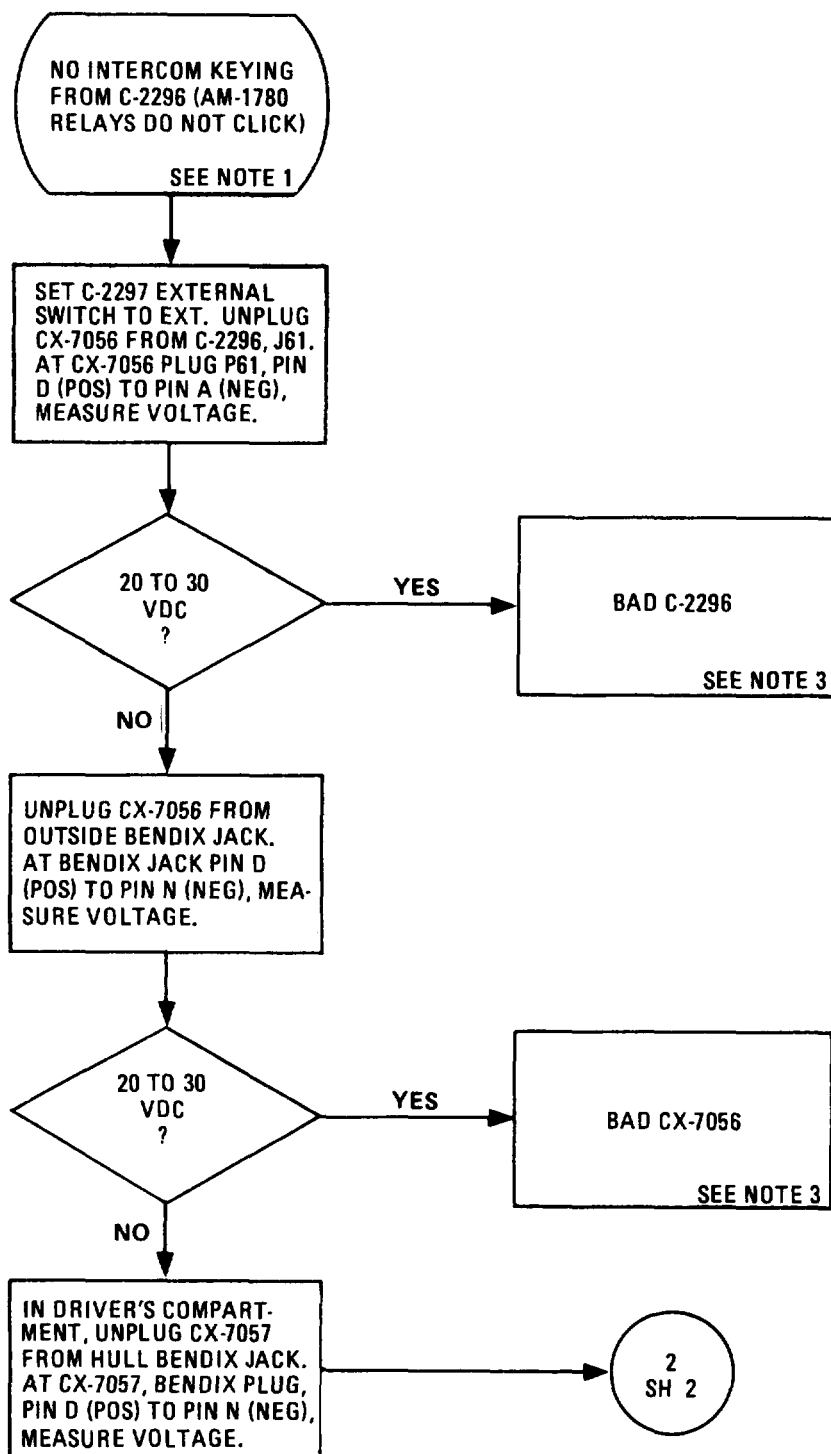 NO INTERCOM KEYING
FROM C-2296 (AM-1780
RELAYS DO NOT CLICK)
SEE NOTE 1
SET C-2297 EXTERNAL
SWITCH TO EXT. UNPLUG
CX-7056 FROM C-2296, J61.
AT CX-7056 PLUG P61, PIN
D (POS) TO PIN A (NEG),
MEASURE VOLTAGE.
20 TO 30
VDC
?
YES
BAD C-2296
SEE NOTE 3
NO
UNPLUG CX-7056 FROM
OUTSIDE BENDIX JACK.
AT BENDIX JACK PIN D
(POS) TO PIN N (NEG), MEA-
SURE VOLTAGE.
20 TO 30
VDC
?
YES
BAD CX-7056
SEE NOTE 3
NO
IN DRIVER'S COMPART-
MENT, UNPLUG CX-7057
FROM HULL BENDIX JACK.
AT CX-7057, BENDIX PLUG,
PIN D (POS) TO PIN N (NEG),
MEASURE VOLTAGE.
2
SH 2